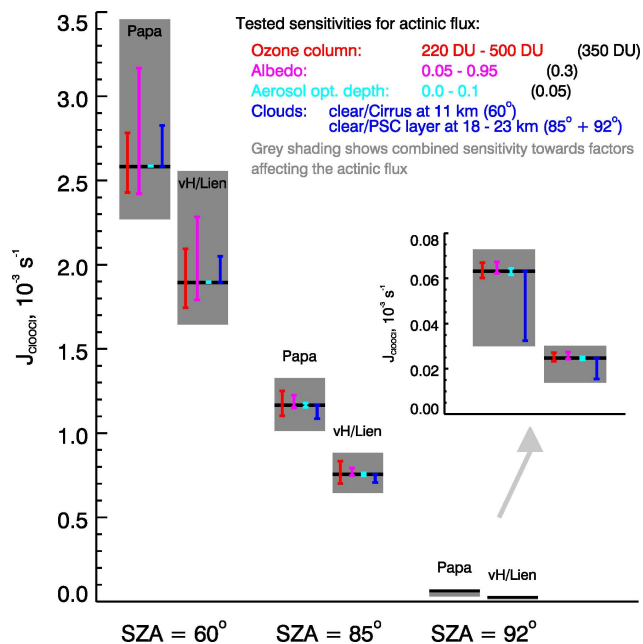 Tested sensitivities for actinic flux:
Ozone column: 220 DU - 500 DU (350 DU)
Albedo: 0.05 - 0.95 (0.3)
Aerosol opt. depth: 0.0 - 0.1 (0.05)
Clouds: clear/Cirrus at 11 km (60°)
clear/PSC layer at 18 - 23 km (85° + 92°)
Grey shading shows combined sensitivity towards factors
affecting the actinic flux
3.5
3.0
2.5
2.0
1.5
1.0
0.5
0.0
J_ClOOCl, 10⁻³ s⁻¹
Papa
vH/Lien
Papa
vH/Lien
Papa
vH/Lien
0.08
0.06
0.04
0.02
0.00
J_ClOOCl, 10⁻³ s⁻¹
SZA = 60° SZA = 85° SZA = 92°